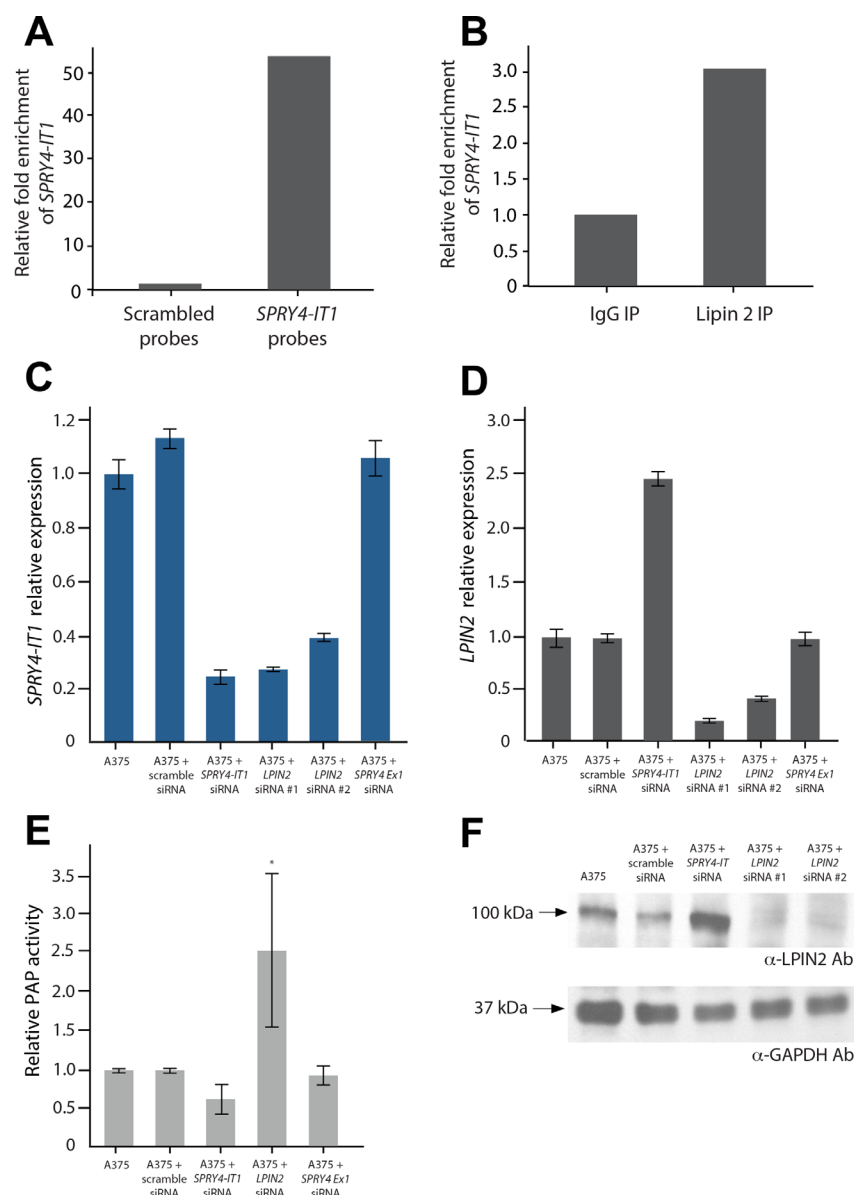 A
Relative fold enrichment
of SPRY4-IT1
50
40
30
20
10
0
Scrambled
probes
SPRY4-IT1
probes
B
Relative fold enrichment
of SPRY4-IT1
3.0
2.5
2.0
1.5
1.0
0.5
0
IgG IP
Lipin 2 IP
C
SPRY4-IT1 relative expression
1.2
1.0
0.8
0.6
0.4
0.2
0
A375
A375 +
scramble
siRNA
A375 +
SPRY4-IT1
siRNA
A375 +
LPIN2
siRNA #1
A375 +
LPIN2
siRNA #2
A375 +
SPRY4 Ex1
siRNA
D
LPIN2 relative expression
3.0
2.5
2.0
1.5
1.0
0.5
0
A375
A375 +
scramble
siRNA
A375 +
SPRY4-IT1
siRNA
A375 +
LPIN2
siRNA #1
A375 +
LPIN2
siRNA #2
A375 +
SPRY4 Ex1
siRNA
E
Relative PAP activity
3.5
3.0
2.5
2.0
1.5
1.0
0.5
0
*
A375
A375 +
scramble
siRNA
A375 +
SPRY4-IT1
siRNA
A375 +
LPIN2
siRNA
A375 +
SPRY4 Ex1
siRNA
F
A375
A375 +
scramble
siRNA
A375 +
SPRY4-IT
siRNA
A375 +
LPIN2
siRNA #1
A375 +
LPIN2
siRNA #2
100 kDa
α-LPIN2 Ab
37 kDa
α-GAPDH Ab